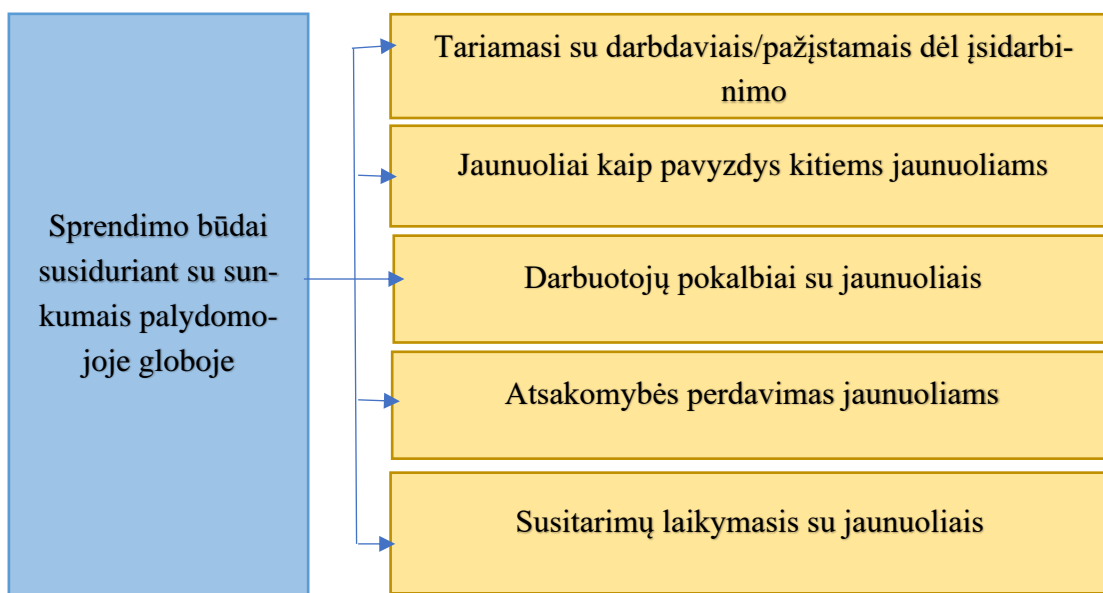 Sprendimo būdai
susiduriant su sun-
kumais palydomo-
joje globoje
Tariamasi su darbdaviais/pažįstamais dėl įsidarbi-
nimo
Jaunuoliai kaip pavyzdys kitiems jaunuoliams
Darbuotojų pokalbiai su jaunuoliais
Atsakomybės perdavimas jaunuoliams
Susitarimų laikymasis su jaunuoliais